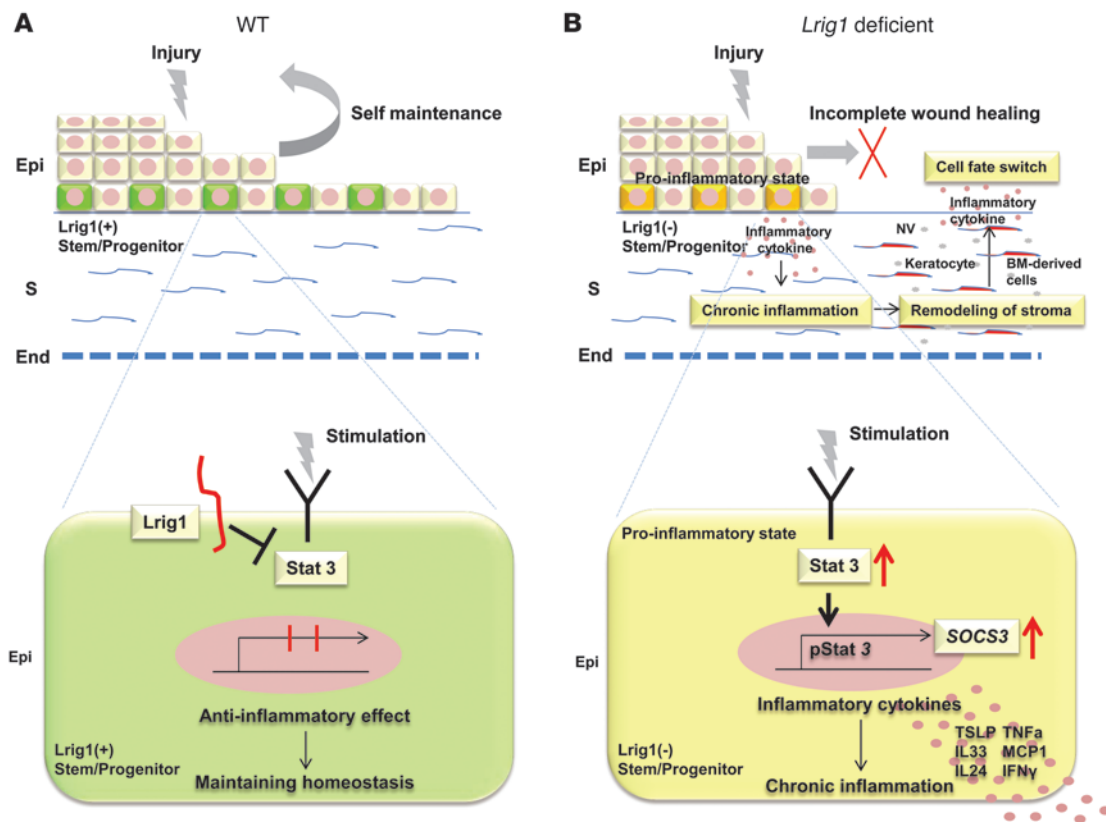 A
WT
Injury
Self maintenance
Epi
Lrig1(+)
Stem/Progenitor
S
End
Stimulation
Lrig1
Stat 3
Epi
Anti-inflammatory effect
Lrig1(+)
Stem/Progenitor
Maintaining homeostasis
B
Lrig1 deficient
Injury
Incomplete wound healing
Epi
Cell fate switch
Pro-inflammatory state
Inflammatory
cytokine
Lrig1(-)
Stem/Progenitor
Inflammatory
cytokine
NV
Keratocyte
BM-derived
cells
S
Chronic inflammation
Remodeling of stroma
End
Stimulation
Pro-inflammatory state
Stat 3
pStat 3
SOCS3
Epi
Inflammatory cytokines
TSLP TNFa
IL33 MCP1
IL24 IFNγ
Lrig1(-)
Stem/Progenitor
Chronic inflammation